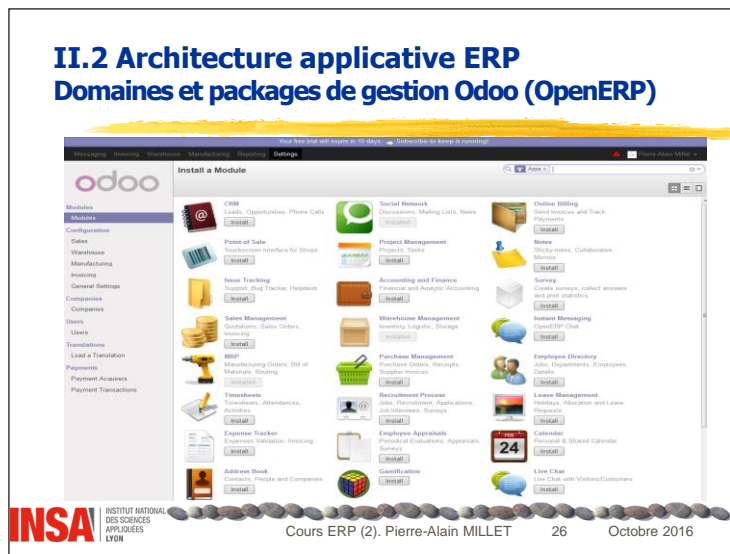 II.2 Architecture applicative ERP
Domaines et packages de gestion Odoo (OpenERP)
Your free trial will expire in 15 days. Subscribe to keep it running!
Messaging Invoicing Warehouse Manufacturing Reporting Settings Pierre-Alain Millet
odoo
Install a Module
Apps
Modules
Modules
Configuration
Sales
Warehouse
Manufacturing
Invoicing
General Settings
Companies
Companies
Users
Users
Translations
Load a Translation
Payments
Payment Acquirers
Payment Transactions
CRM
Leads, Opportunities, Phone Calls
Install
Social Network
Discussions, Mailing Lists, News
Installed
Online Billing
Send Invoices and Track
Payments
Install
Point of Sale
Touchscreen Interface for Shops
Install
Project Management
Projects, Tasks
Install
Notes
Sticky notes, Collaborative,
Memos
Install
Issue Tracking
Support, Bug Tracker, Helpdesk
Install
Accounting and Finance
Financial and Analytic Accounting
Install
Survey
Create surveys, collect answers
and print statistics
Install
Sales Management
Quotations, Sales Orders,
Invoicing
Install
Warehouse Management
Inventory, Logistic, Storage
Installed
Instant Messaging
OpenERP Chat
Install
MRP
Manufacturing Orders, Bill of
Materials, Routing
Installed
Purchase Management
Purchase Orders, Receipts,
Supplier Invoices
Install
Employee Directory
Jobs, Departments, Employees
Details
Install
Timesheets
Timesheets, Attendances,
Activities
Install
Recruitment Process
Jobs, Recruitment, Applications,
Job Interviews, Surveys
Install
Leave Management
Holidays, Allocation and Leave
Requests
Install
Expense Tracker
Expenses Validation, Invoicing
Install
Employee Appraisals
Periodical Evaluations, Appraisals,
Surveys
Install
FEB
24
Calendar
Personal & Shared Calendar
Install
Address Book
Contacts, People and Companies
Install
Gamification
Install
Live Chat
Live Chat with Visitors/Customers
Install
INSA
INSTITUT NATIONAL
DES SCIENCES
APPLIQUÉES
LYON
Cours ERP (2). Pierre-Alain MILLET 26 Octobre 2016